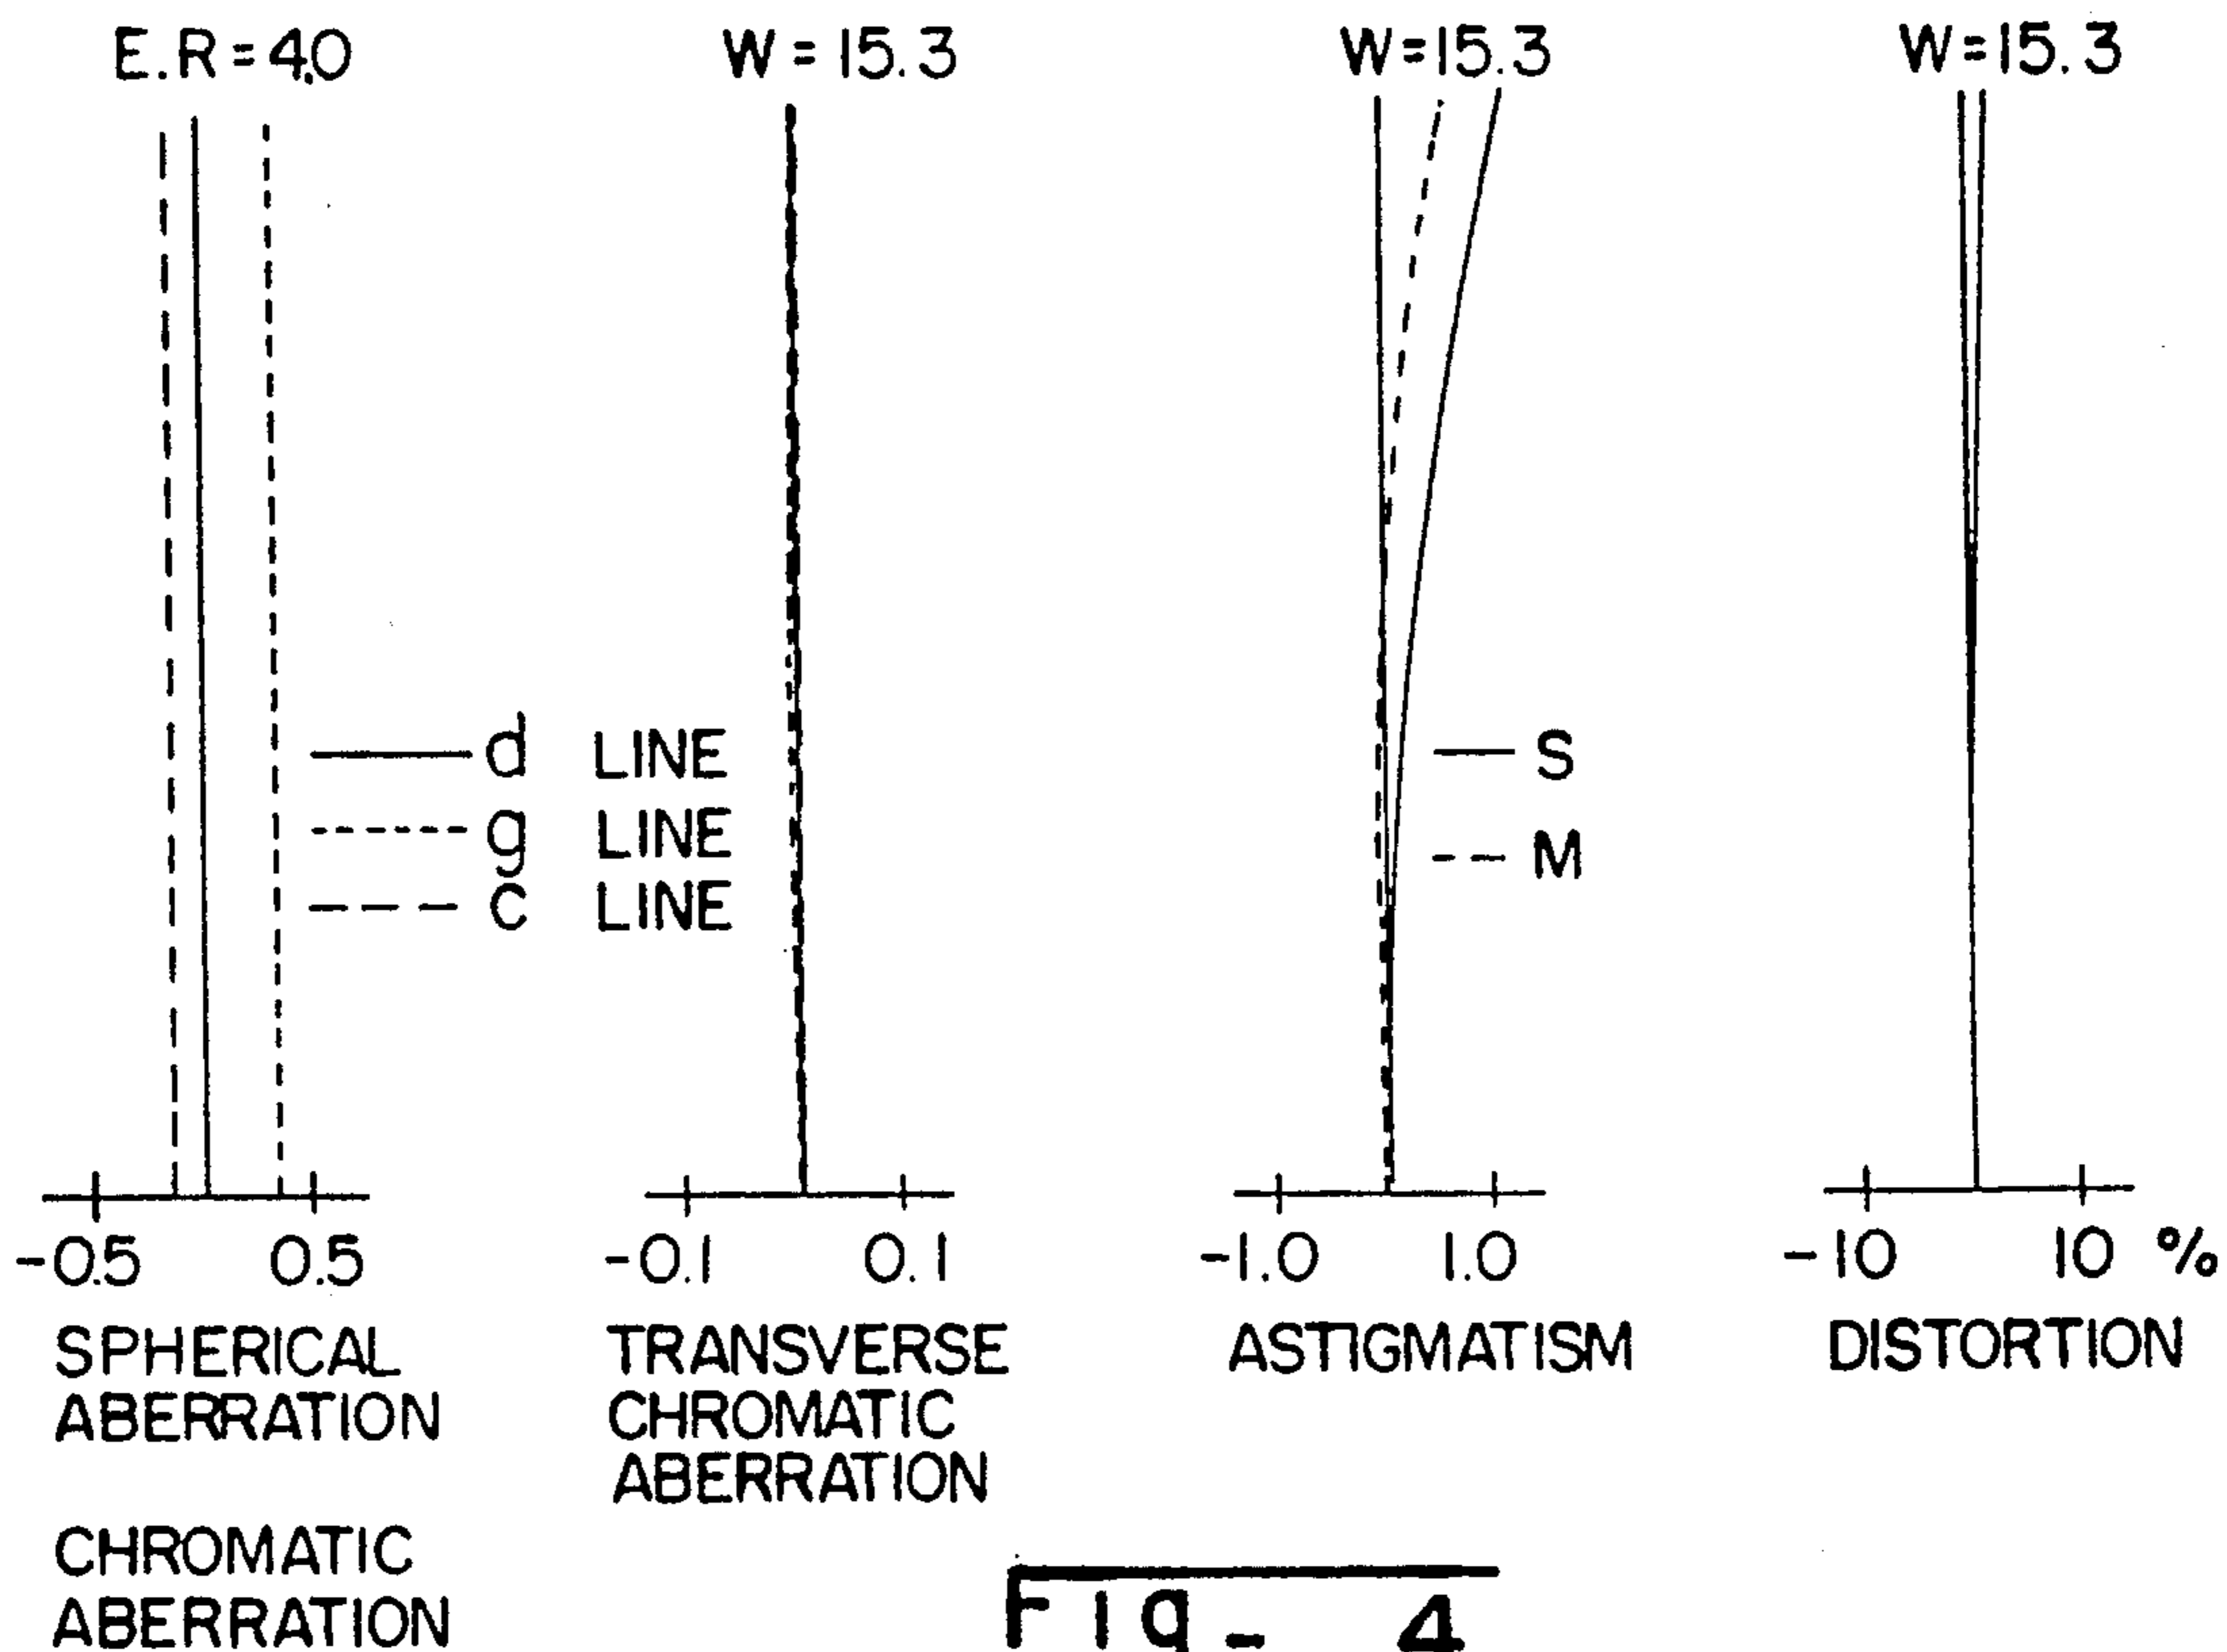 E.R=4.0
W=15.3
W=15.3
W=15.3
d LINE
g LINE
c LINE
S
M
-0.5 0.5
-0.1 0.1
-1.0 1.0
-10 10 %
SPHERICAL
ABERRATION
CHROMATIC
ABERRATION
TRANSVERSE
CHROMATIC
ABERRATION
ASTIGMATISM
DISTORTION
Fig_ 4